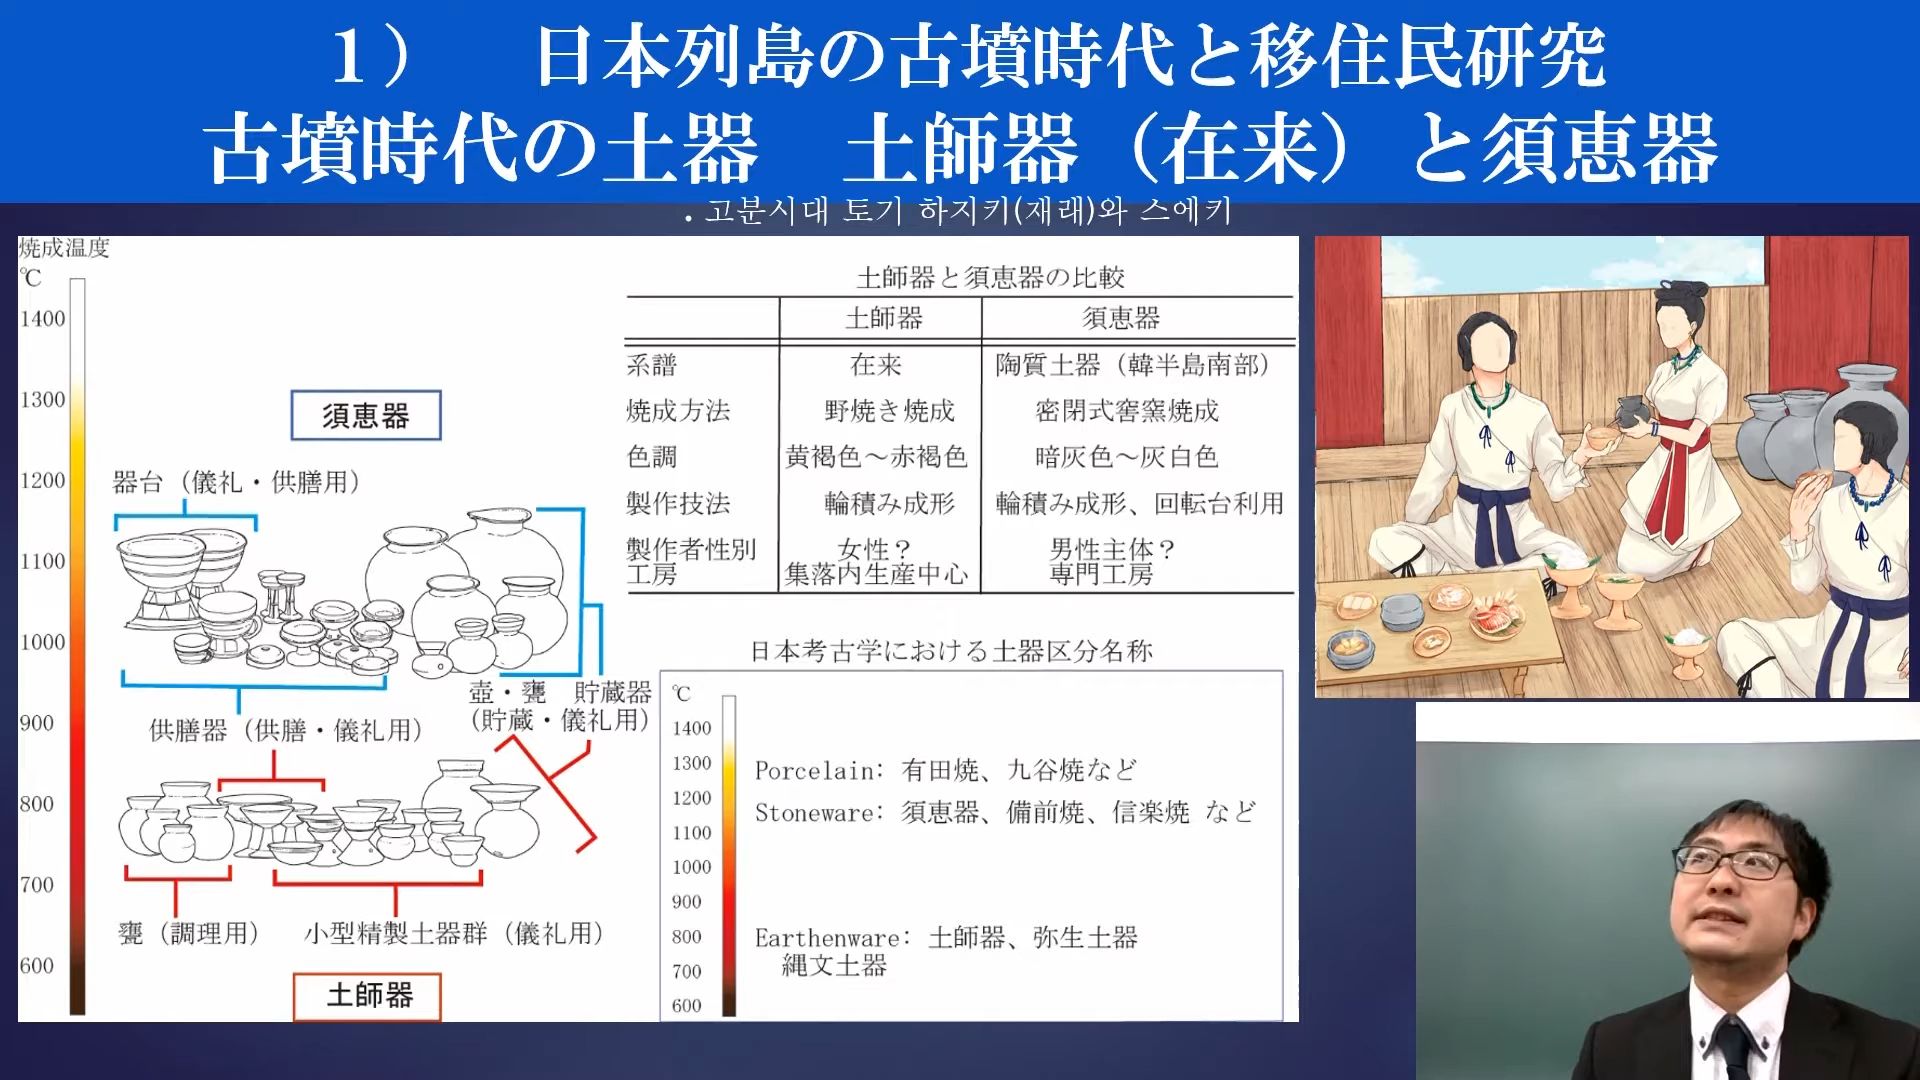 １）　日本列島の古墳時代と移住民研究
古墳時代の土器　土師器（在来）と須恵器
. 고분시대 토기 하지키(재래)와 스에키
焼成温度
℃
1400
1300
1200
1100
1000
900
800
700
600
須恵器
器台（儀礼・供膳用）
供膳器（供膳・儀礼用）
壺・甕　貯蔵器
（貯蔵・儀礼用）
甕（調理用）
小型精製土器群（儀礼用）
土師器
土師器と須恵器の比較
土師器　須恵器
系譜　在来　陶質土器（韓半島南部）
焼成方法　野焼き焼成　密閉式窖窯焼成
色調　黄褐色～赤褐色　暗灰色～灰白色
製作技法　輪積み成形　輪積み成形、回転台利用
製作者性別　女性？　男性主体？
工房　集落内生産中心　専門工房
日本考古学における土器区分名称
℃
1400
1300
1200
1100
1000
900
800
700
600
Porcelain: 有田焼、九谷焼など
Stoneware: 須恵器、備前焼、信楽焼 など
Earthenware: 土師器、弥生土器
縄文土器